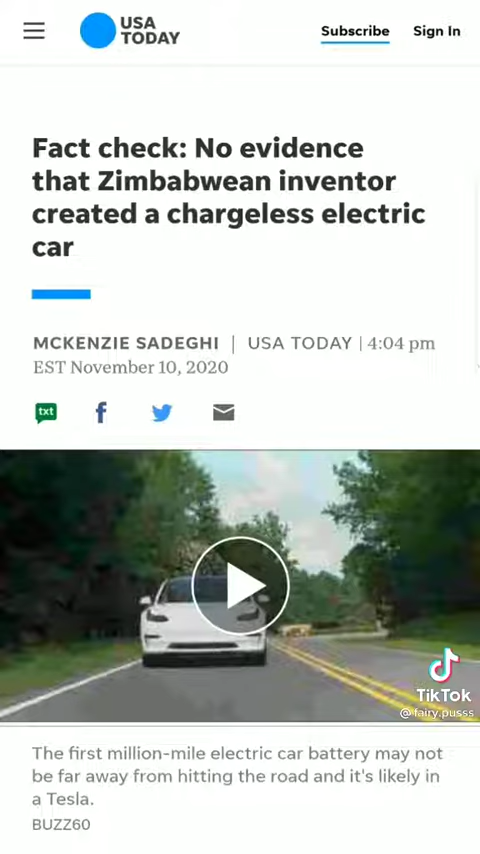 USA
TODAY
Subscribe
Sign In
Fact check: No evidence
that Zimbabwean inventor
created a chargeless electric
car
MCKENZIE SADEGHI | USA TODAY | 4:04 pm
EST November 10, 2020
txt
TikTok
@fairy.pusss
The first million-mile electric car battery may not
be far away from hitting the road and it's likely in
a Tesla.
BUZZ60